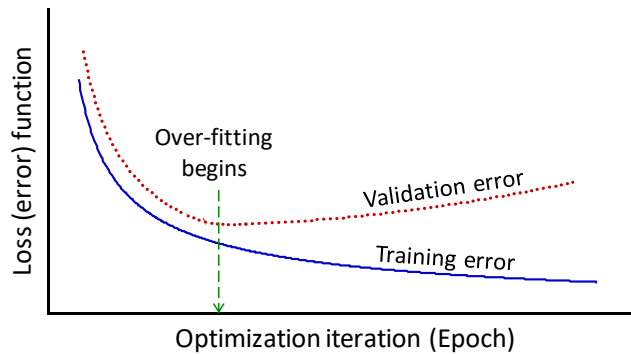 Loss (error) function
Over-fitting
begins
Validation error
Training error
Optimization iteration (Epoch)